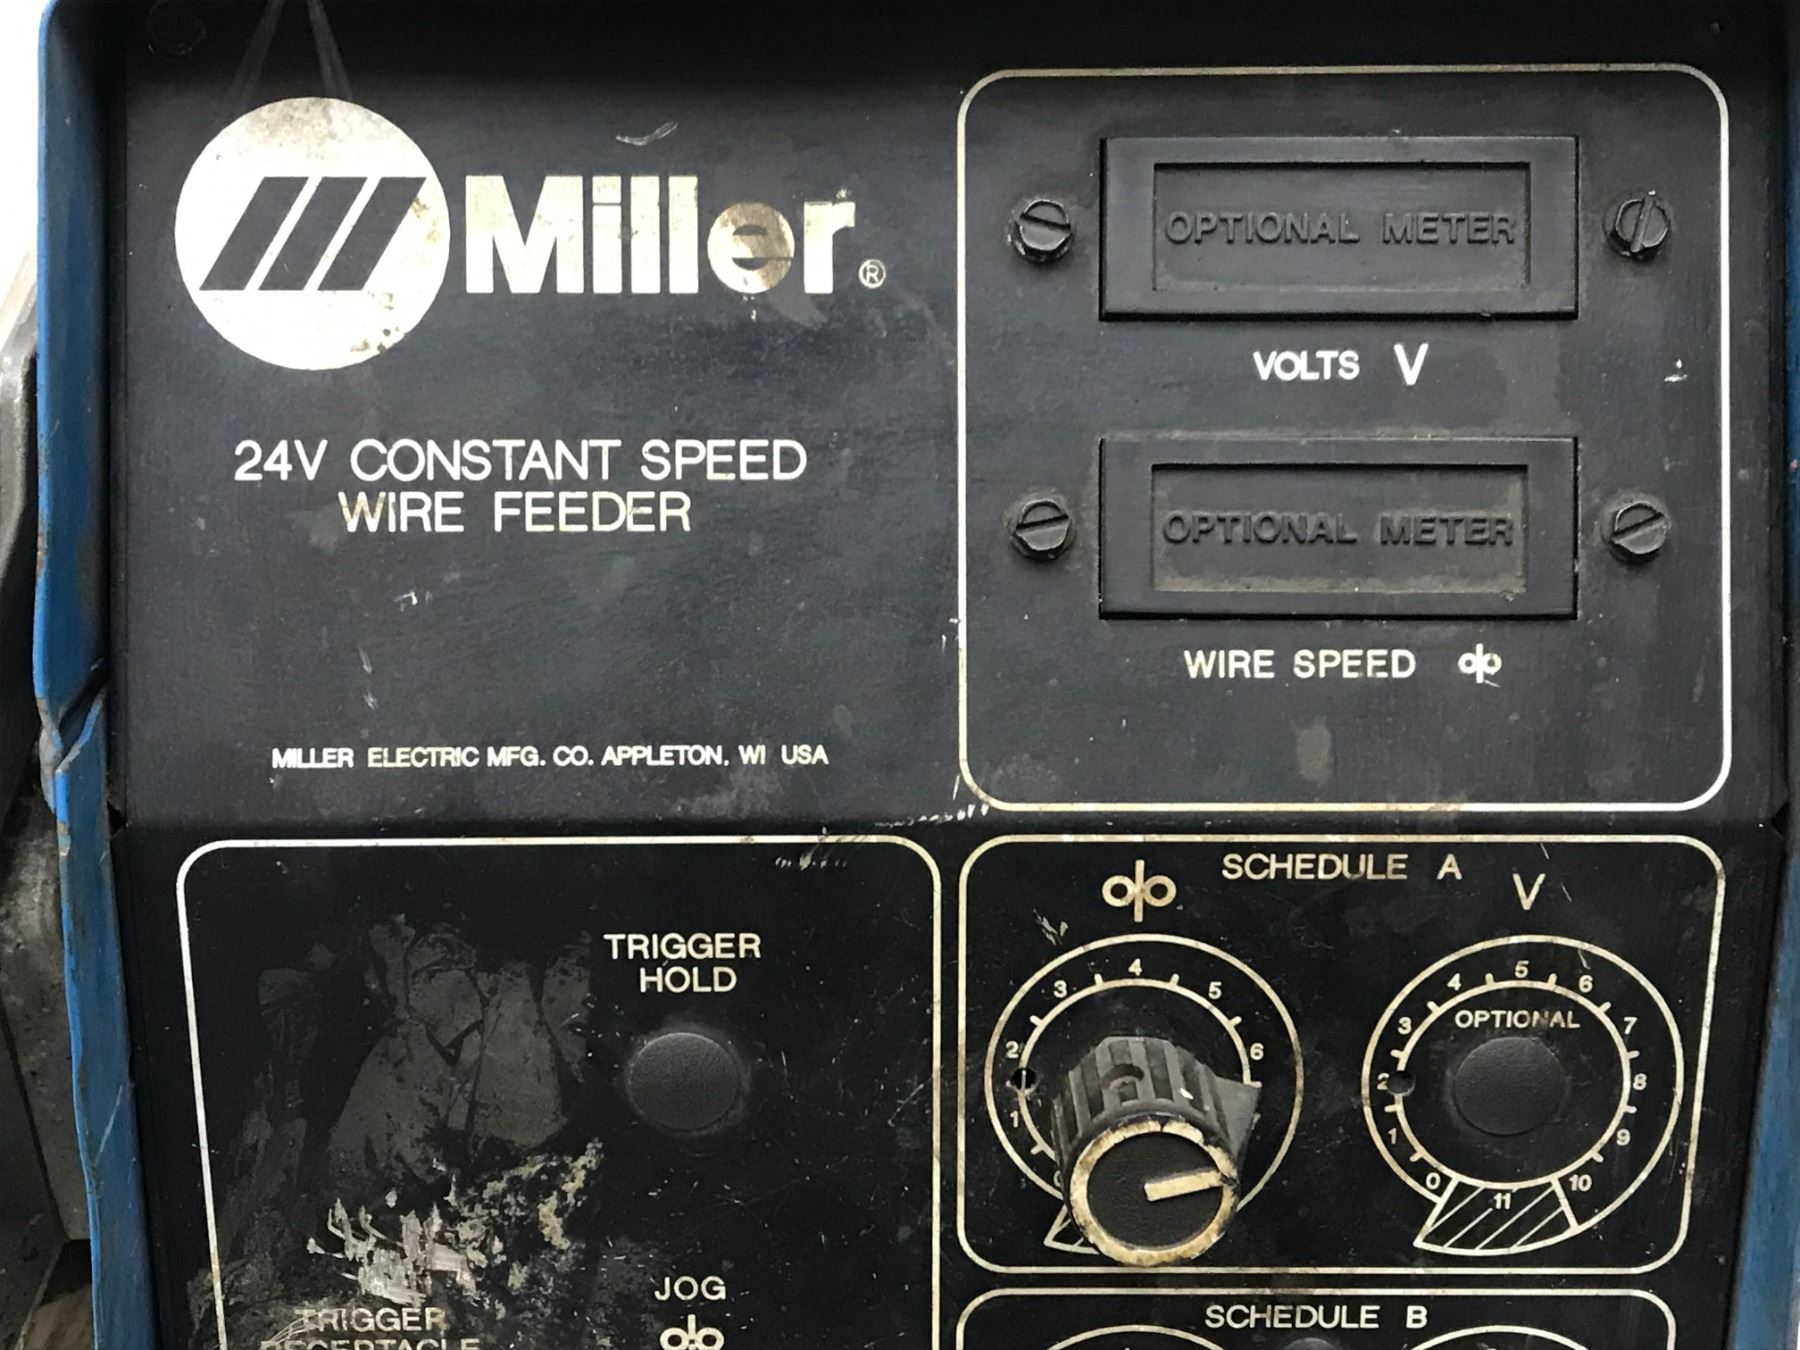 Miller®
24V CONSTANT SPEED
WIRE FEEDER
MILLER ELECTRIC MFG. CO. APPLETON, WI USA
OPTIONAL METER
VOLTS V
OPTIONAL METER
WIRE SPEED
TRIGGER
HOLD
JOG
TRIGGER
RECEPTACLE
SCHEDULE A
V
1 2 3 4 5 6
OPTIONAL
0 1 2 3 4 5 6 7 8 9 10 11
SCHEDULE B